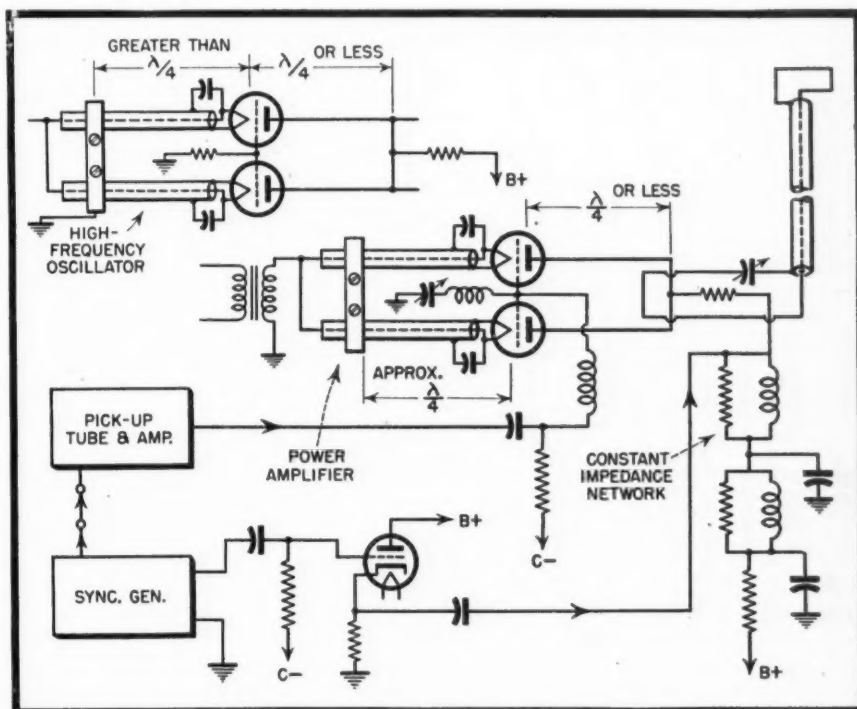 GREATER THAN
λ/4
λ/4 OR LESS
B+
HIGH-
FREQUENCY
OSCILLATOR
λ/4 OR LESS
APPROX.
λ/4
POWER
AMPLIFIER
PICK-UP
TUBE & AMP.
CONSTANT
IMPEDANCE
NETWORK
B+
C–
SYNC. GEN.
C–
B+